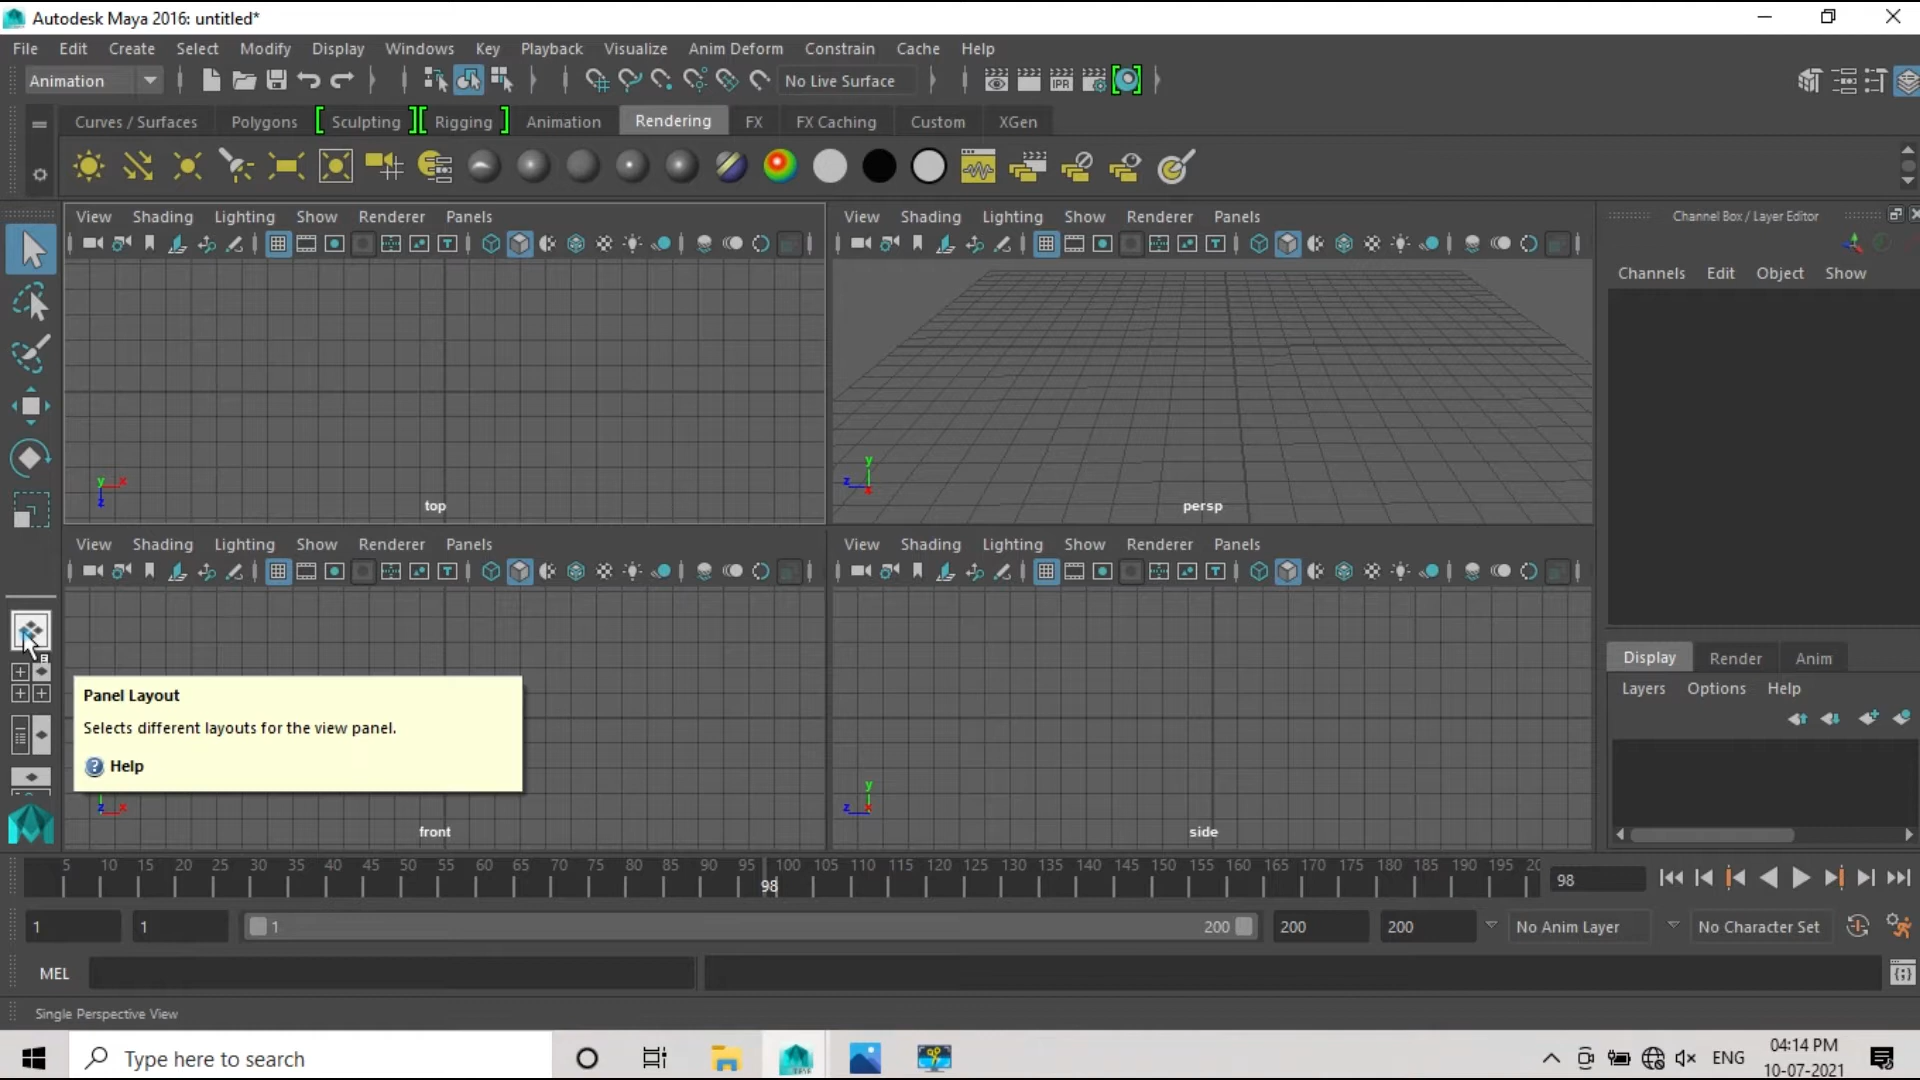 Autodesk Maya 2016: untitled*
File Edit Create Select Modify Display Windows Key Playback Visualize Anim Deform Constrain Cache Help
Animation No Live Surface IPR
Curves / Surfaces Polygons Sculpting Rigging Animation Rendering FX FX Caching Custom XGen
View Shading Lighting Show Renderer Panels
View Shading Lighting Show Renderer Panels
Channel Box / Layer Editor
Channels Edit Object Show
y x
z
top
y
z x
persp
View Shading Lighting Show Renderer Panels
View Shading Lighting Show Renderer Panels
Panel Layout
Selects different layouts for the view panel.
Help
z x
front
y
z x
side
Display Render Anim
Layers Options Help
5 10 15 20 25 30 35 40 45 50 55 60 65 70 75 80 85 90 95 100 105 110 115 120 125 130 135 140 145 150 155 160 165 170 175 180 185 190 195 20
98
98
1 1 1 200 200 200 No Anim Layer No Character Set
MEL
Single Perspective View
Type here to search
ENG
04:14 PM
10-07-2021